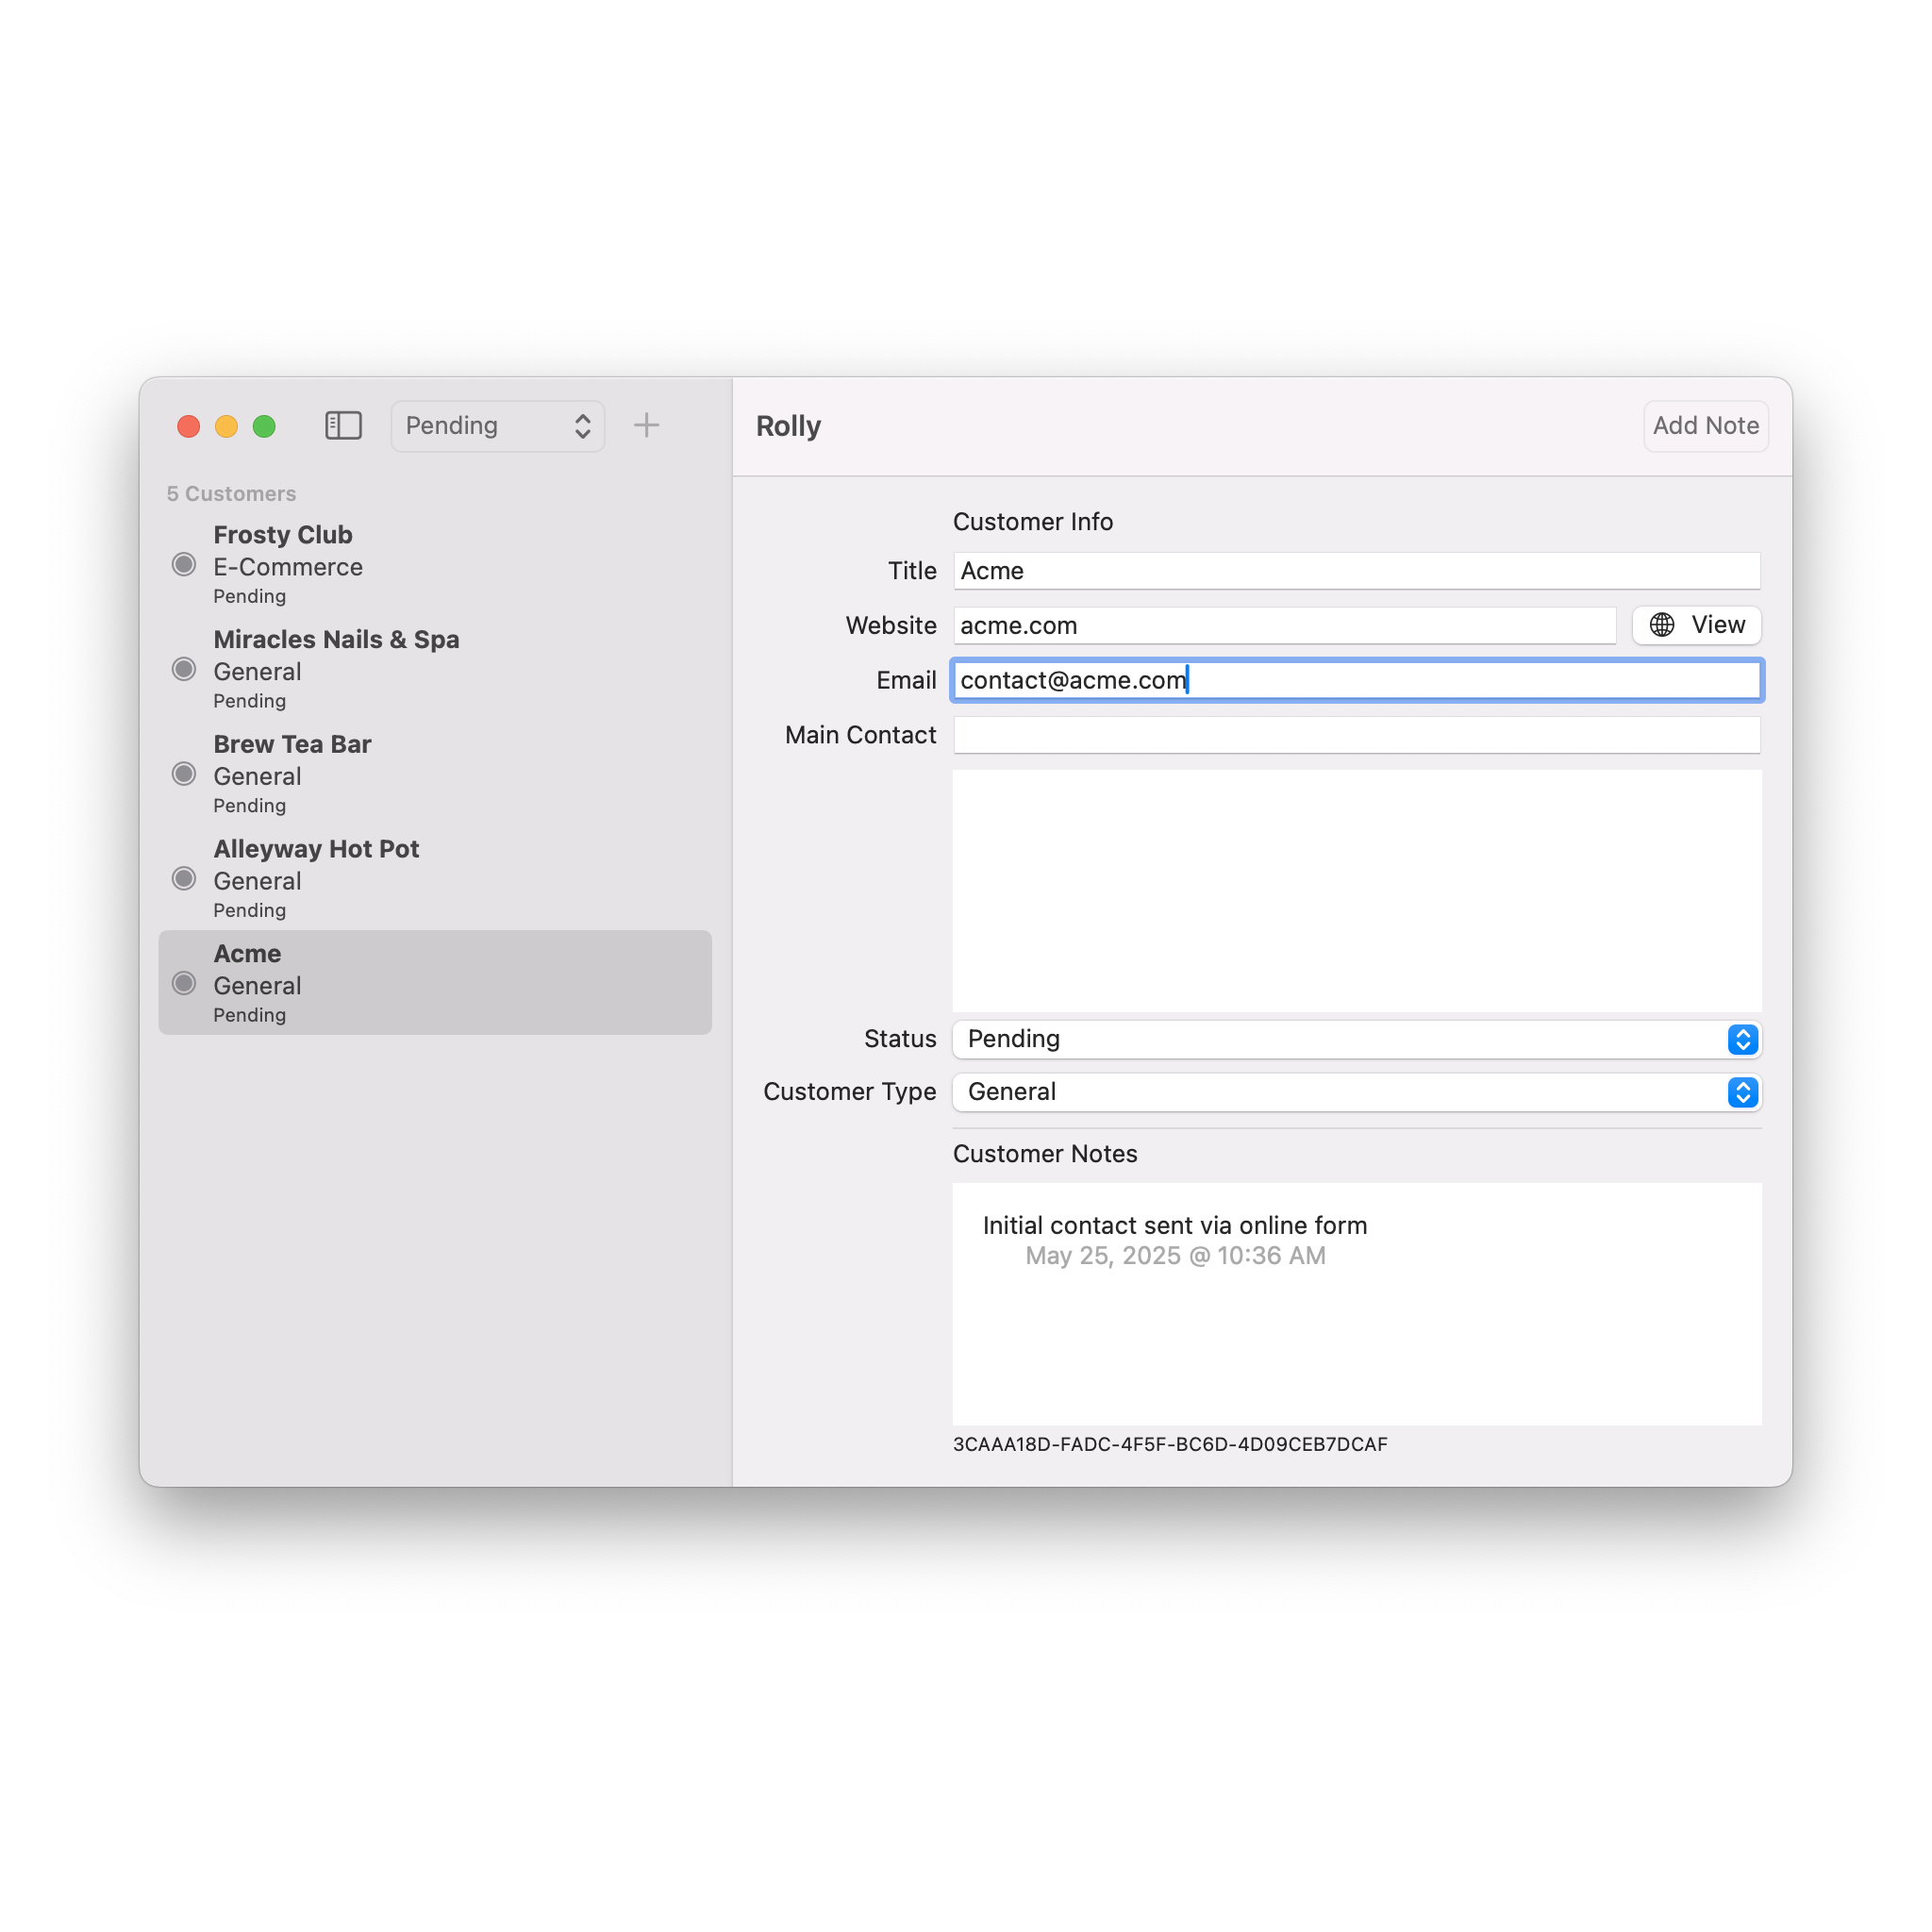 Pending
5 Customers
Frosty Club
E-Commerce
Pending
Miracles Nails & Spa
General
Pending
Brew Tea Bar
General
Pending
Alleyway Hot Pot
General
Pending
Acme
General
Pending
Rolly
Add Note
Customer Info
Title Acme
Website acme.com View
Email contact@acme.com
Main Contact
Status Pending
Customer Type General
Customer Notes
Initial contact sent via online form
May 25, 2025 @ 10:36 AM
3CAAA18D-FADC-4F5F-BC6D-4D09CEB7DCAF